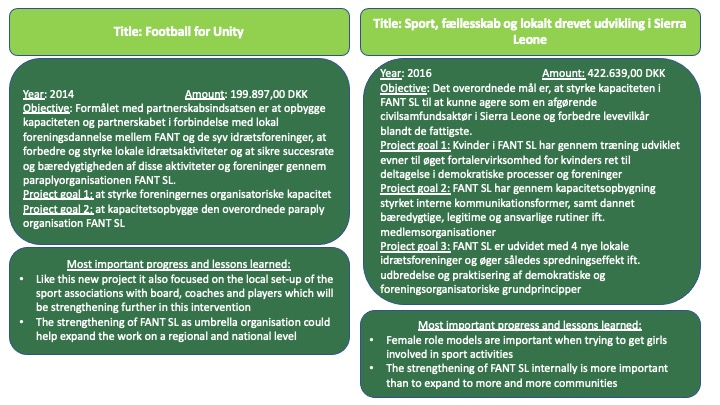 Title: Football for Unity
Year: 2014 Amount: 199.897,00 DKK
Objective: Formålet med partnerskabsindsatsen er at opbygge
kapaciteten og partnerskabet i forbindelse med lokal
foreningsdannelse mellem FANT og de syv idrætsforeninger, at
forbedre og styrke lokale idrætsaktiviteter og at sikre succesrate
og bæredygtigheden af disse aktiviteter og foreninger gennem
paraplyorganisationen FANT SL.
Project goal 1: at styrke foreningernes organisatoriske kapacitet
Project goal 2: at kapacitetsopbygge den overordnede paraply
organisation FANT SL
Most important progress and lessons learned:
• Like this new project it also focused on the local set-up of the
sport associations with board, coaches and players which will
be strengthening further in this intervention
• The strengthening of FANT SL as umbrella organisation could
help expand the work on a regional and national level
Title: Sport, fællesskab og lokalt drevet udvikling i Sierra
Leone
Year: 2016 Amount: 422.639,00 DKK
Objective: Det overordnede mål er, at styrke kapaciteten i
FANT SL til at kunne agere som en afgørende
civilsamfundsaktør i Sierra Leone og forbedre levevilkår
blandt de fattigste.
Project goal 1: Kvinder i FANT SL har gennem træning udviklet
evner til øget fortalervirksomhed for kvinders ret til
deltagelse i demokratiske processer og foreninger
Project goal 2: FANT SL har gennem kapacitetsopbygning
styrket interne kommunikationsformer, samt dannet
bæredygtige, legitime og ansvarlige rutiner ift.
medlemsorganisationer
Project goal 3: FANT SL er udvidet med 4 nye lokale
idrætsforeninger og øger således spredningseffekt ift.
udbredelse og praktisering af demokratiske og
foreningsorganisatoriske grundprincipper
Most important progress and lessons learned:
• Female role models are important when trying to get girls
involved in sport activities
• The strengthening of FANT SL internally is more important
than to expand to more and more communities